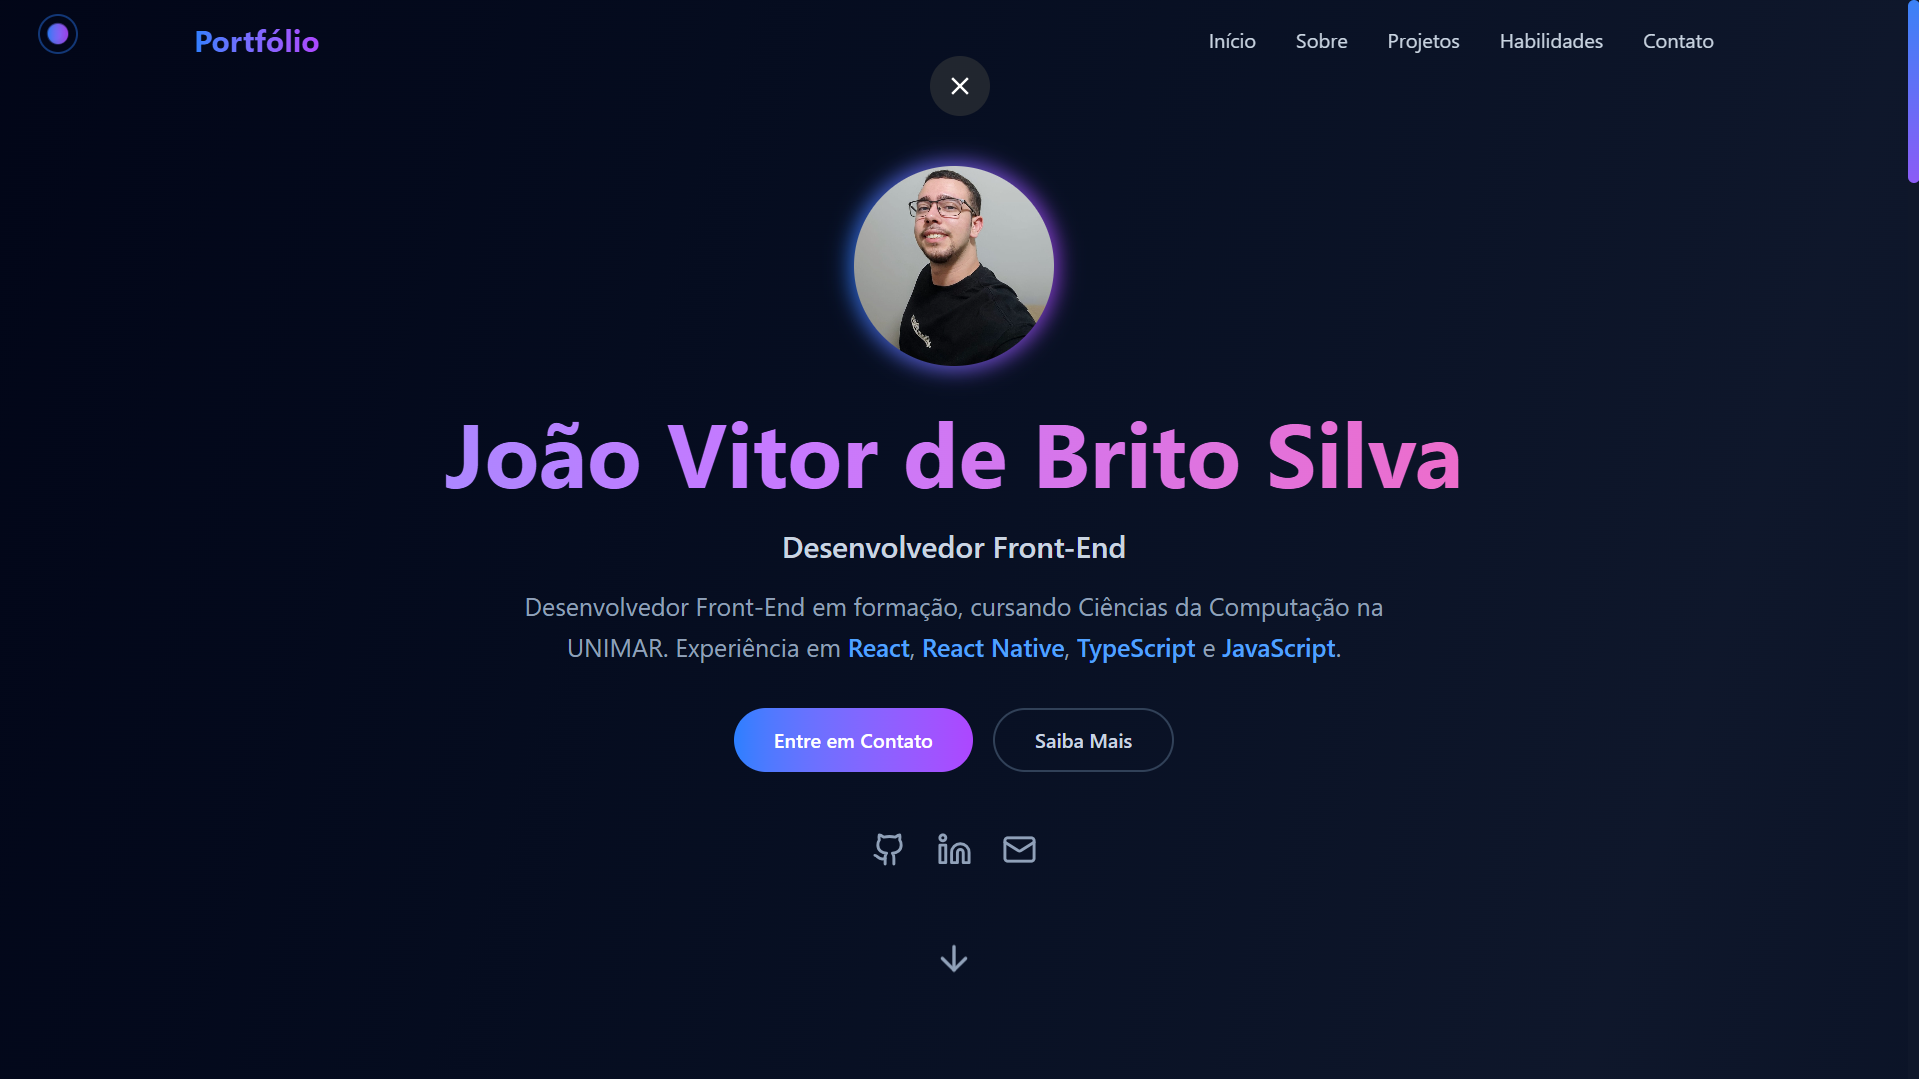 Portfólio
Início Sobre Projetos Habilidades Contato
João Vitor de Brito Silva
Desenvolvedor Front-End
Desenvolvedor Front-End em formação, cursando Ciências da Computação na
UNIMAR. Experiência em React, React Native, TypeScript e JavaScript.
Entre em Contato
Saiba Mais